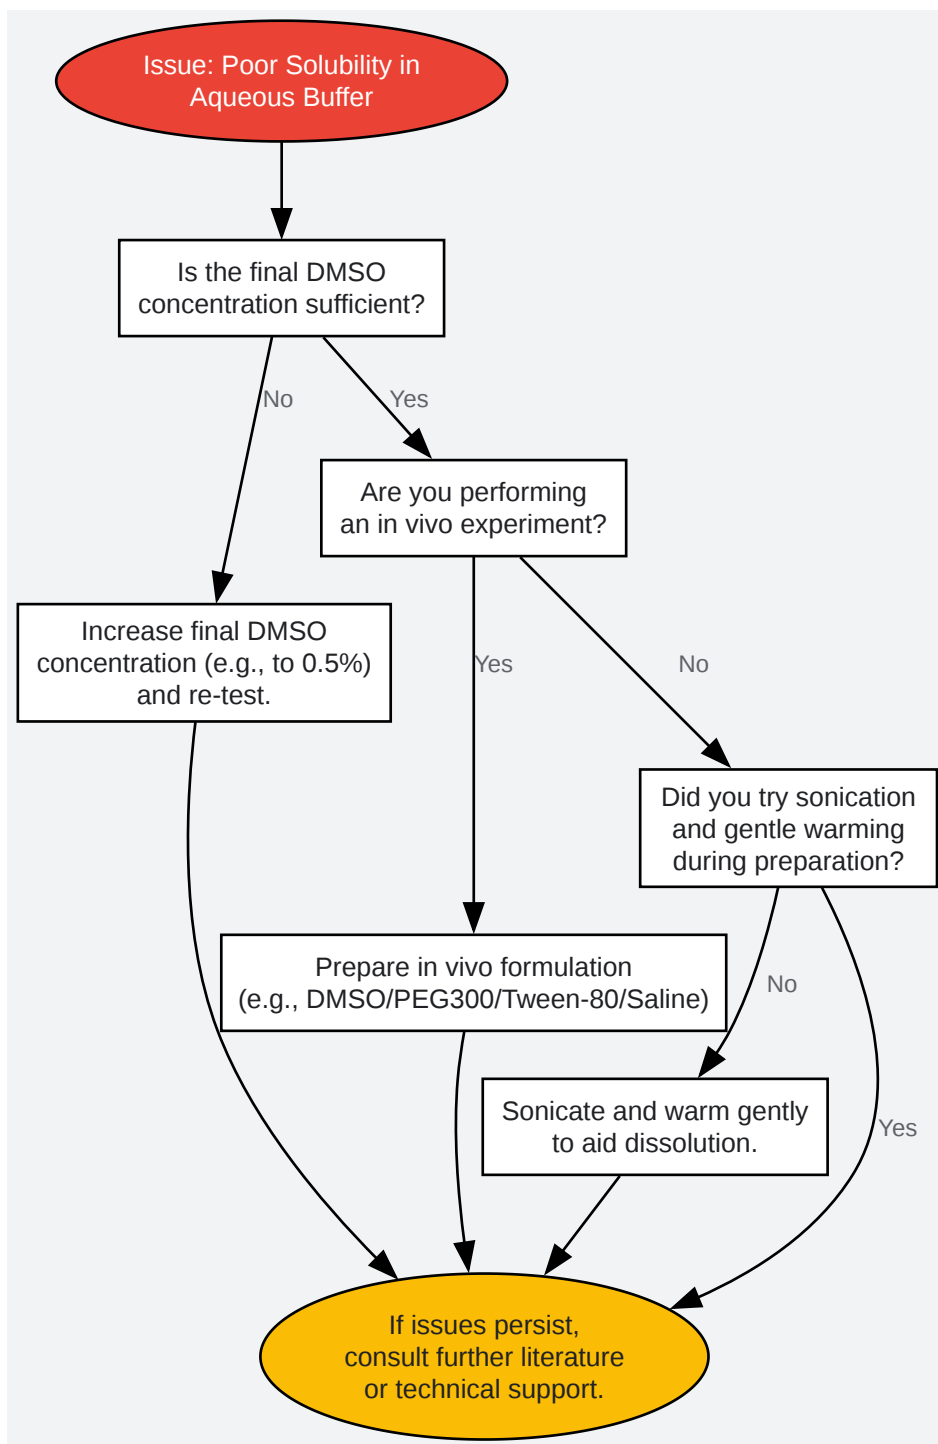 Issue: Poor Solubility in
Aqueous Buffer
Is the final DMSO
concentration sufficient?
No
Yes
Are you performing
an in vivo experiment?
Increase final DMSO
concentration (e.g., to 0.5%)
and re-test.
Yes
No
Did you try sonication
and gentle warming
during preparation?
Prepare in vivo formulation
(e.g., DMSO/PEG300/Tween-80/Saline)
No
Sonicate and warm gently
to aid dissolution.
Yes
If issues persist,
consult further literature
or technical support.